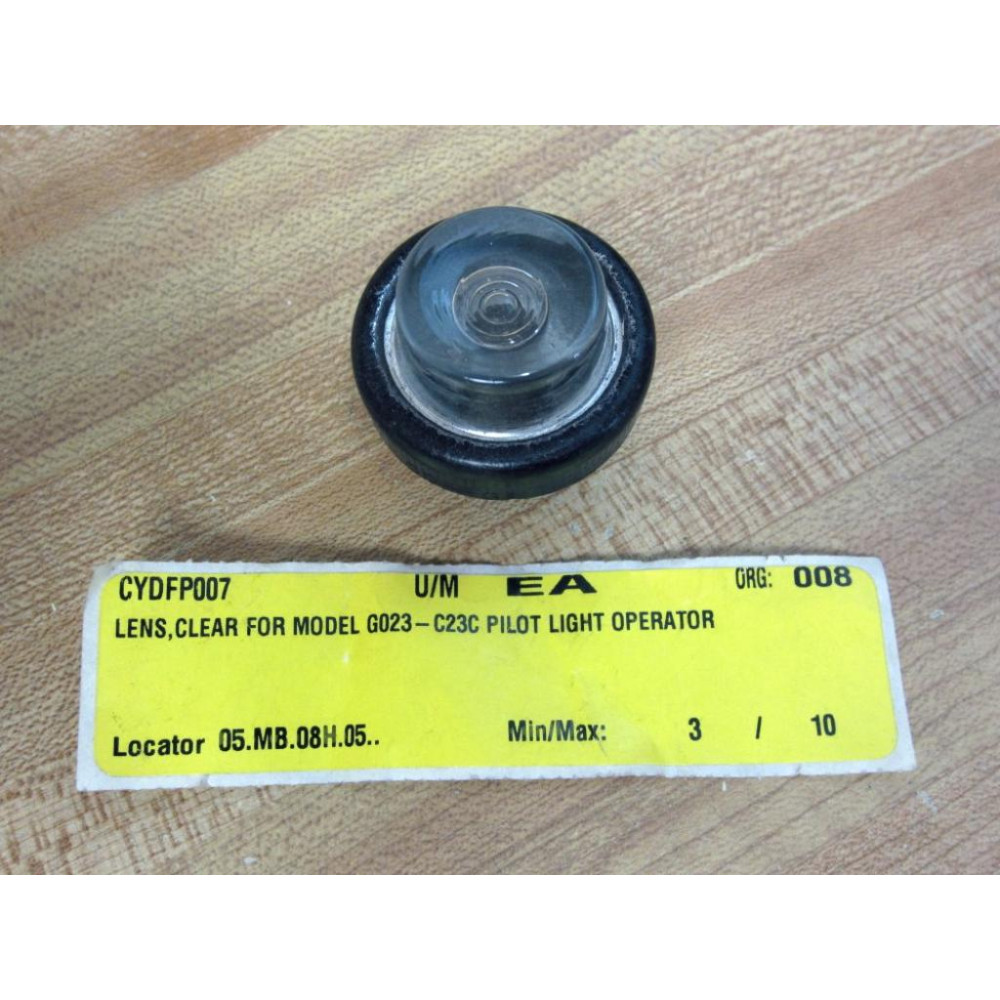 CYDFP007 U/M EA ORG: 008
LENS,CLEAR FOR MODEL G023-C23C PILOT LIGHT OPERATOR
Locator 05.MB.08H.05.. Min/Max: 3 / 10